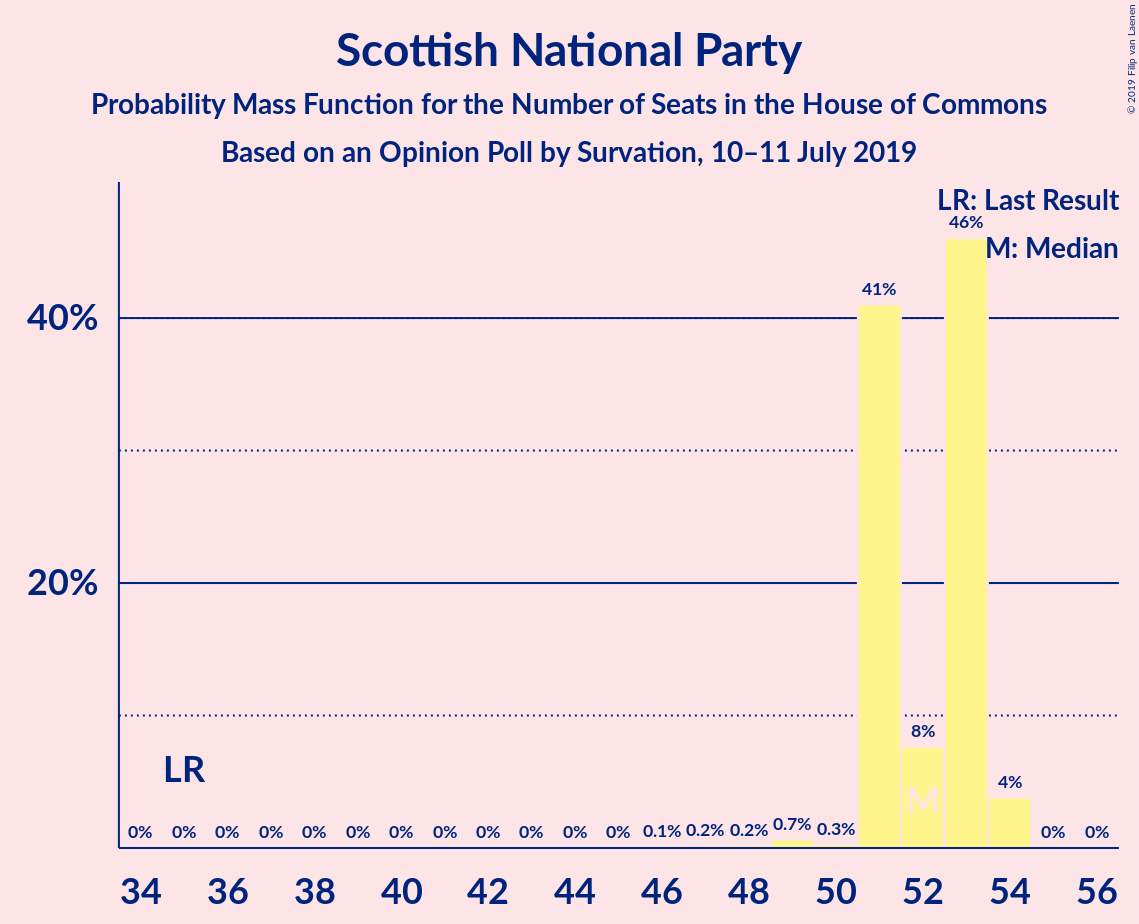 Scottish National Party
Probability Mass Function for the Number of Seats in the House of Commons
Based on an Opinion Poll by Survation, 10–11 July 2019
© 2019 Filip van Laenen
LR: Last Result
M: Median
46%
41%
40%
20%
8%
4%
LR
M
0% 0% 0% 0% 0% 0% 0% 0% 0% 0% 0% 0% 0.1% 0.2% 0.2% 0.7% 0.3% 0% 0%
34 36 38 40 42 44 46 48 50 52 54 56